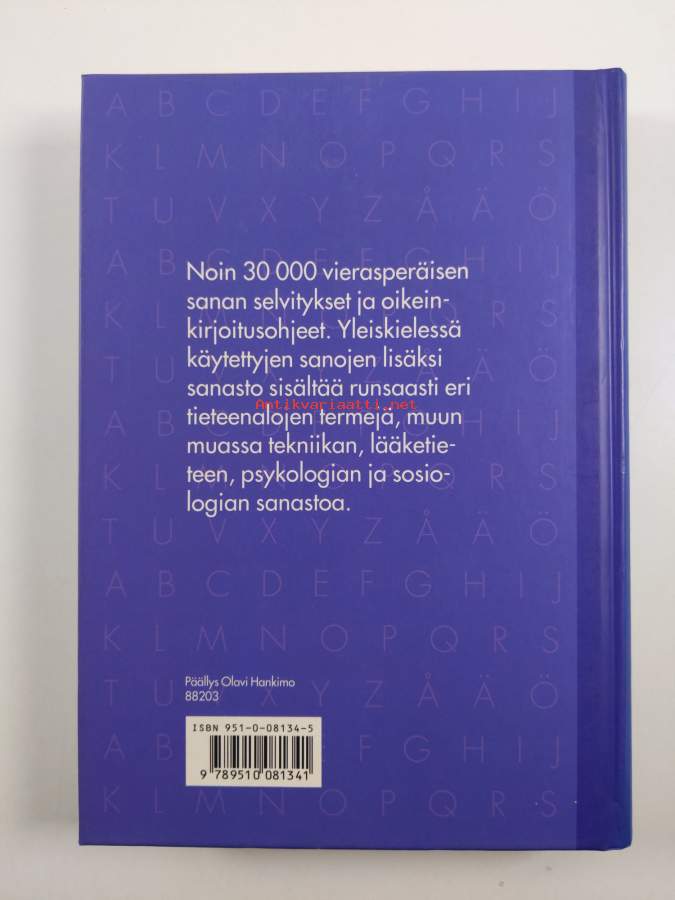 A B C D E F G H I J
K L M N O P Q R S
T U V X Y Z Å Ä Ö
A B C D E F G H I J
Noin 30 000 vierasperäisen
sanan selvitykset ja oikein-
kirjoitusohjeet. Yleiskielessä
käytettyjen sanojen lisäksi
sanasto sisältää runsaasti eri
Antikvariaatti.net
tieteenalojen termejä, muun
muassa tekniikan, lääketie-
teen, psykologian ja sosio-
logian sanastoa.
T U V X Y Z Å Ä Ö
A B C D E F G H I J
K L M N O P Q R S
Päällys Olavi Hankimo
88203
T U V X Y Z Å Ä Ö
ISBN 951-0-08134-5
9 789510 081341
A B C D E F G H I J
K L M N O P Q R S